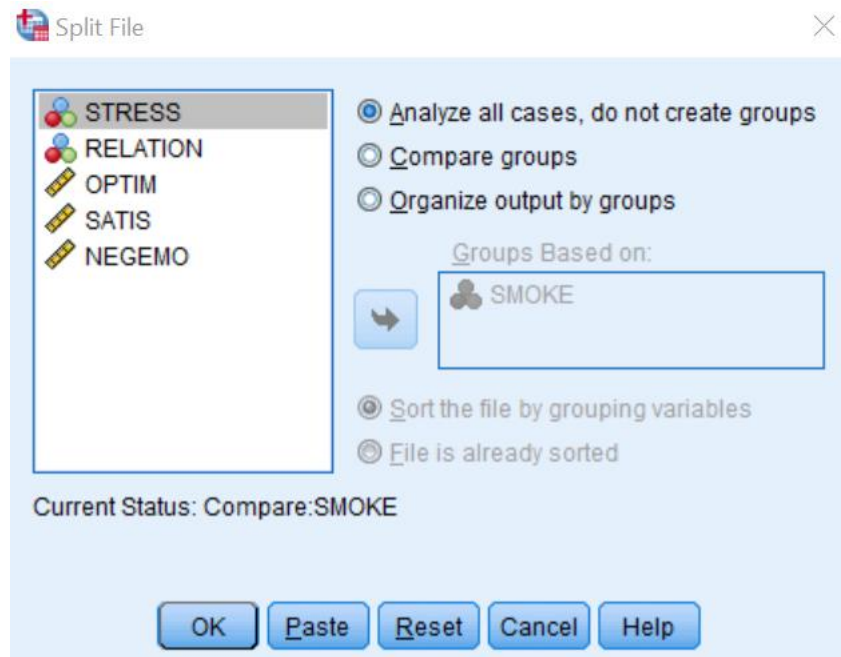 Split File
STRESS
RELATION
OPTIM
SATIS
NEGEMO
Analyze all cases, do not create groups
Compare groups
Organize output by groups
Groups Based on:
SMOKE
Sort the file by grouping variables
File is already sorted
Current Status: Compare:SMOKE
OK Paste Reset Cancel Help